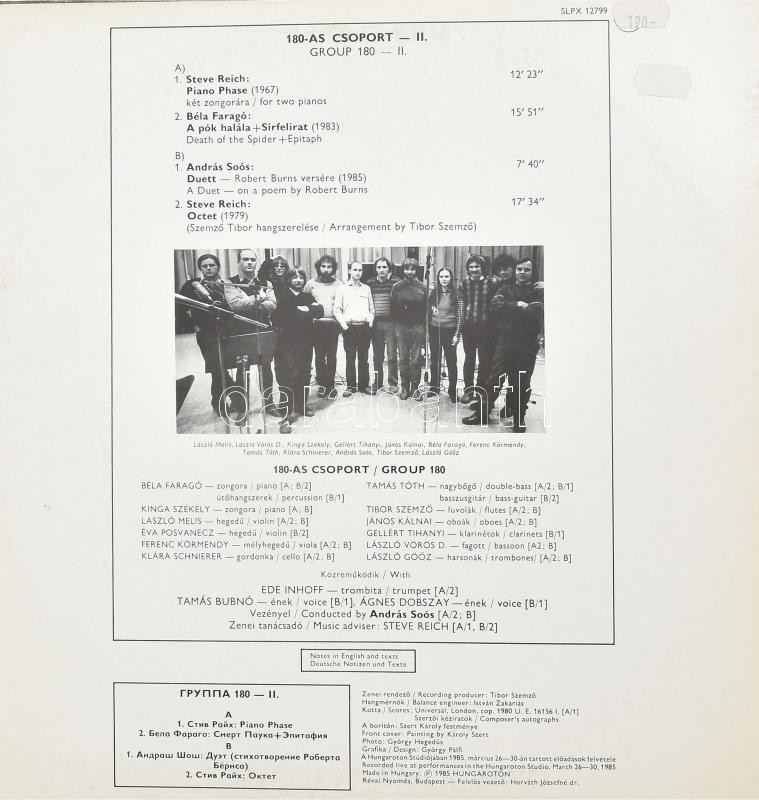 SLPX 12799
190-
180-AS CSOPORT — II.
GROUP 180 — II.
A)
1. Steve Reich: 12' 23''
Piano Phase (1967)
két zongorára / for two pianos
2. Béla Faragó: 15' 51''
A pók halála+Sírfelirat (1983)
Death of the Spider+Epitaph
B)
1. András Soós: 7' 40''
Duett — Robert Burns versére (1985)
A Duet — on a poem by Robert Burns
2. Steve Reich: 17' 34''
Octet (1979)
(Szemző Tibor hangszerelése / Arrangement by Tibor Szemző)
darabanth
László Melis, László Vörös D., Kinga Székely, Gellért Tihanyi, János Kálnai, Béla Faragó, Ferenc Körmendy,
Tamás Tóth, Klára Schnierer, András Soós, Tibor Szemző, László Gőőz
180-AS CSOPORT / GROUP 180
BÉLA FARAGÓ — zongora / piano [A; B/2]
ütőhangszerek / percussion [B/1]
KINGA SZÉKELY — zongora / piano [A; B]
LÁSZLÓ MELIS — hegedű / violin [A/2; B]
ÉVA POSVANECZ — hegedű / violin [B/2]
FERENC KÖRMENDY — mélyhegedű / viola [A/2; B]
KLÁRA SCHNIERER — gordonka / cello [A/2; B]
TAMÁS TÓTH — nagybőgő / double-bass [A/2; B/1]
basszusgitár / bass-guitar [B/2]
TIBOR SZEMZŐ — fuvolák / flutes [A/2; B]
JÁNOS KÁLNAI — oboák / oboes [A/2; B]
GELLÉRT TIHANYI — klarinétok / clarinets [B/1]
LÁSZLÓ VÖRÖS D. — fagott / bassoon [A2; B]
LÁSZLÓ GŐŐZ — harsonák / trombones/ [A/2; B]
Közreműködik / With
EDE INHOFF — trombita / trumpet [A/2]
TAMÁS BUBNÓ — ének / voice [B/1], ÁGNES DOBSZAY — ének / voice [B/1]
Vezényel / Conducted by András Soós [A/2; B]
Zenei tanácsadó / Music adviser: STEVE REICH [A/1, B/2]
Notes in English and texts
Deutsche Notizen und Texte
ГРУППА 180 — II.
А
1. Стив Райх: Piano Phase
2. Бела Фараго: Смерт Паука+Эпитафия
В
1. Андраш Шош: Дуэт (стихотворение Роберта
Бёрнса)
2. Стив Райх: Октет
Zenei rendező / Recording producer: Tibor Szemző
Hangmérnök / Balance engineer: István Zakariás
Kotta / Scores: Universal, London, cop. 1980 U. E. 16156 l. [A/1]
Szerzői kéziratok / Composer's autographs
A borítón: Szert Károly festménye
Front cover: Painting by Károly Szert
Photo: György Hegedűs
Grafika / Design: György Pálfi
A Hungaroton Stúdiójában 1985. március 26—30-án tartott előadások felvétele
Recorded live at performances in the Hungaroton Studio, March 26—30, 1985
Made in Hungary. Ⓟ 1985 HUNGAROTON
Révai Nyomda, Budapest — Felelős vezető: Horváth Józsefné dr.